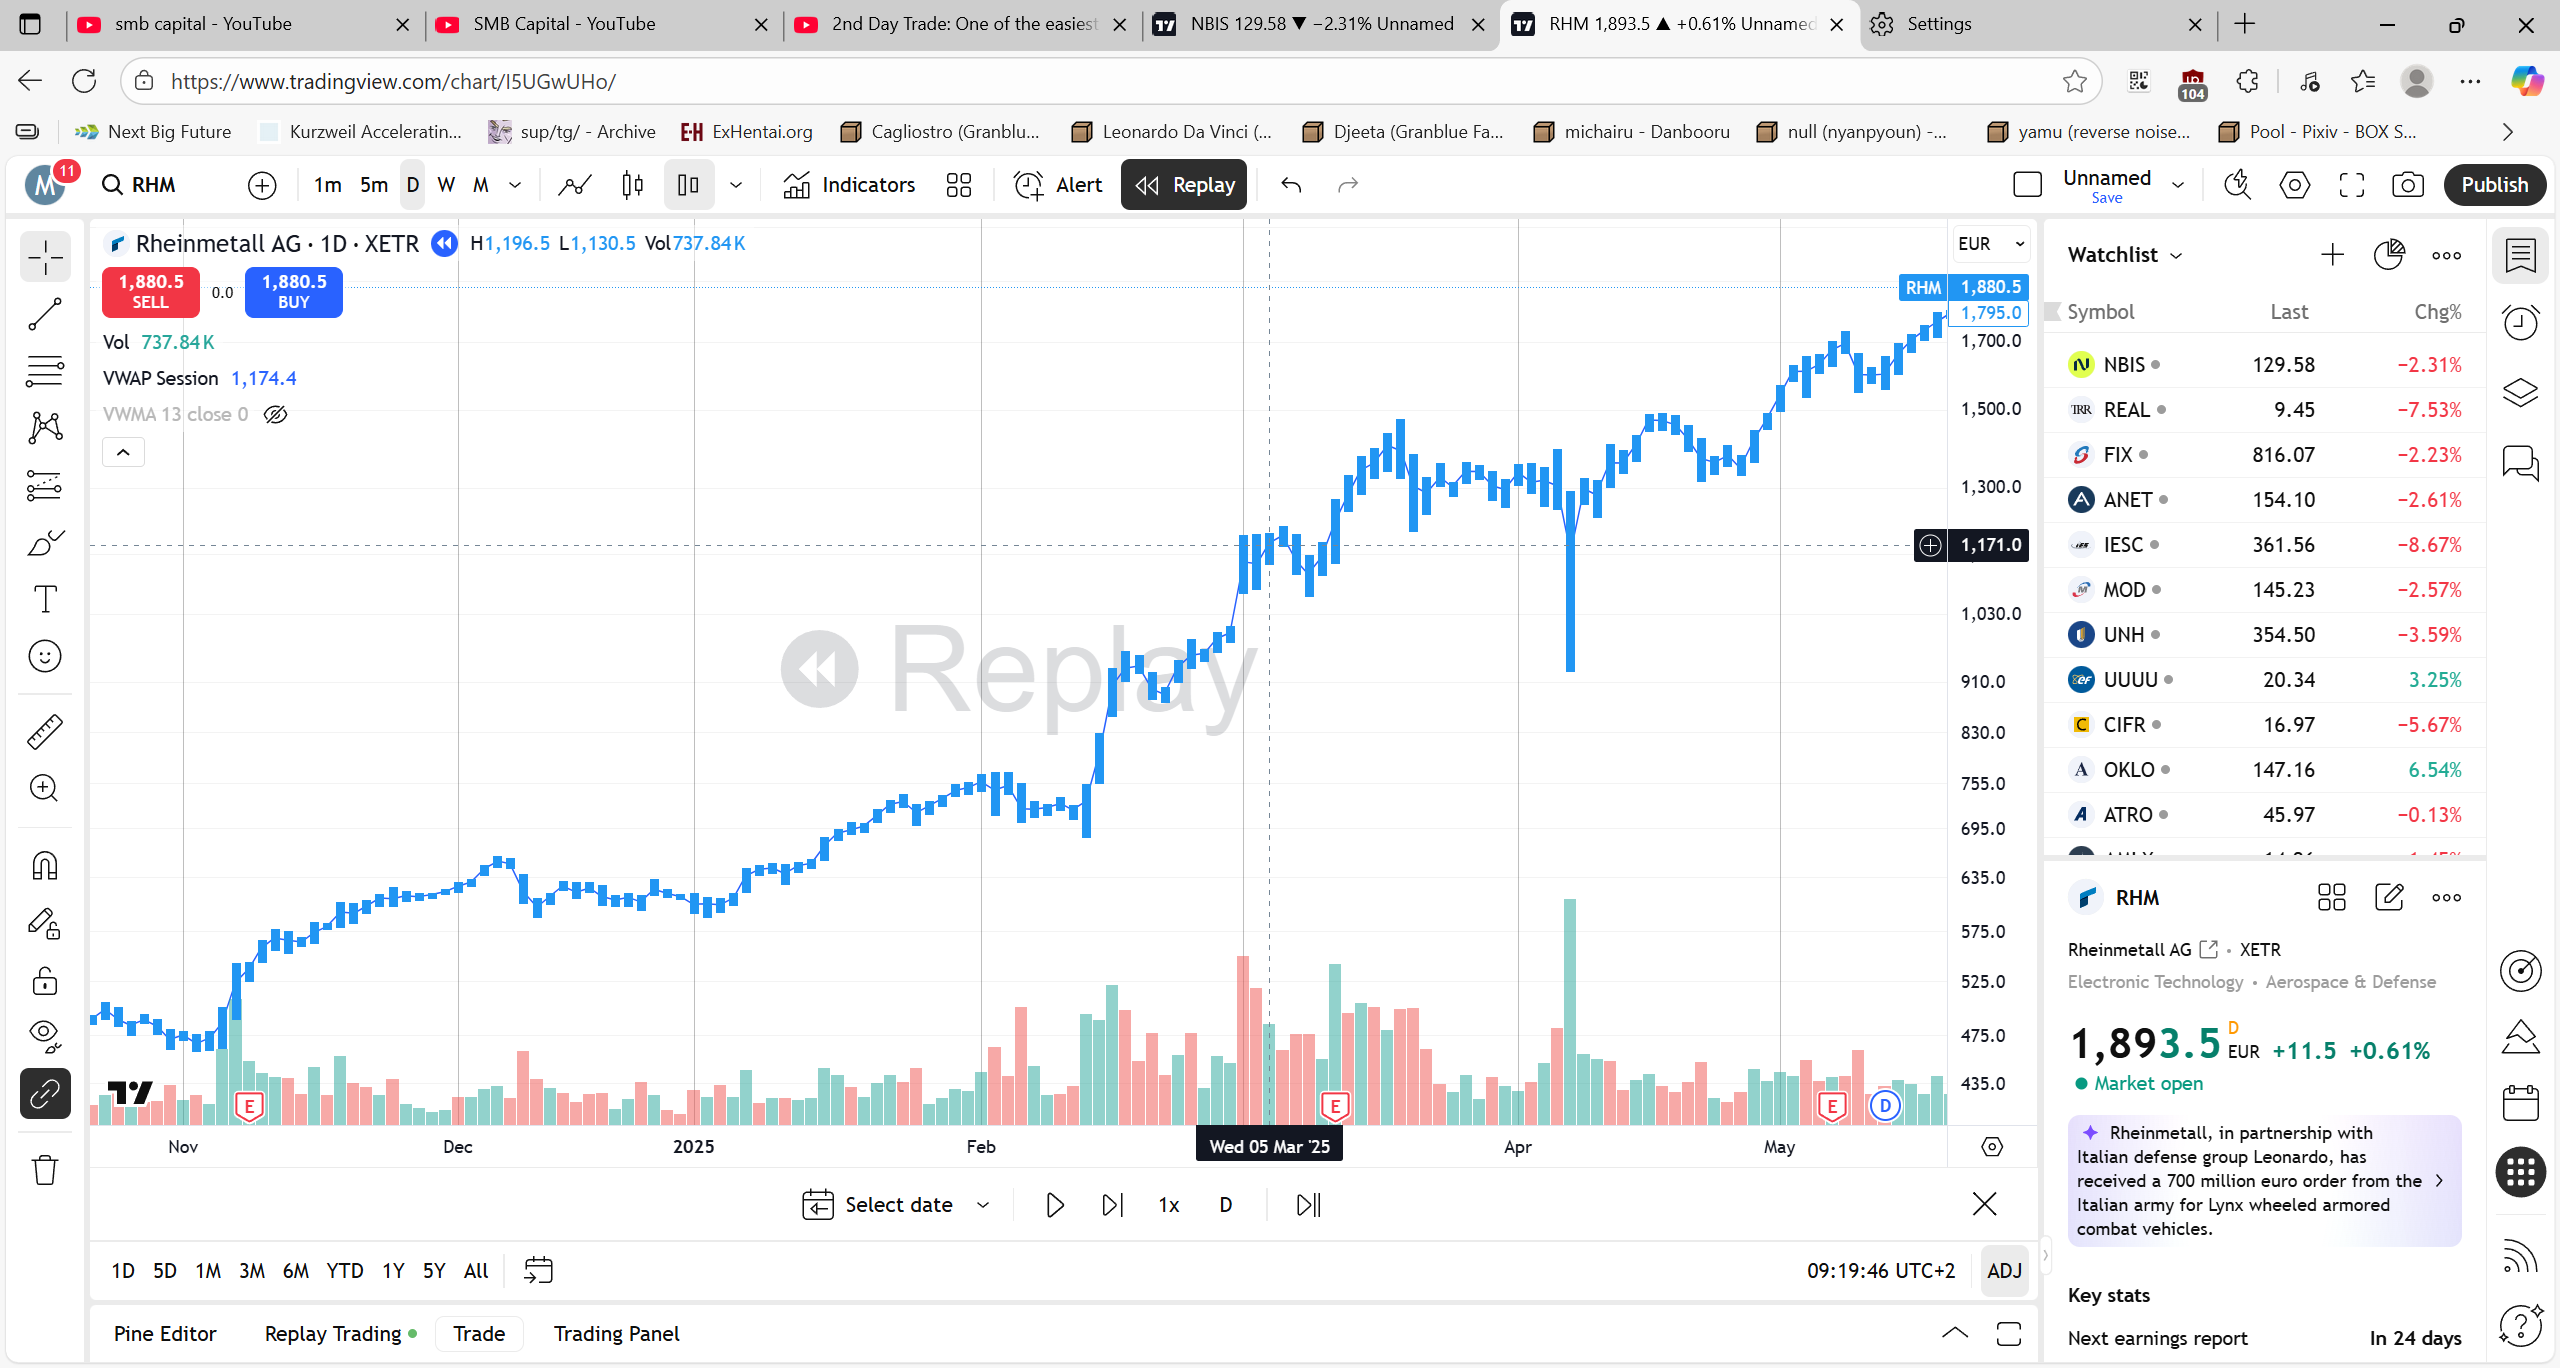 smb capital - YouTube
SMB Capital - YouTube
2nd Day Trade: One of the easiest
NBIS 129.58 ▼ −2.31% Unnamed
RHM 1,893.5 ▲ +0.61% Unnamed
Settings
https://www.tradingview.com/chart/I5UGwUHo/
104
Next Big Future
Kurzweil Acceleratin...
sup/tg/ - Archive
E-H ExHentai.org
Cagliostro (Granblu...
Leonardo Da Vinci (...
Djeeta (Granblue Fa...
michairu - Danbooru
null (nyanpyoun) -...
yamu (reverse noise...
Pool - Pixiv - BOX S...
M 11
RHM
1m 5m D W M
Indicators
Alert
Replay
Unnamed
Save
Publish
Rheinmetall AG · 1D · XETR H1,196.5 L1,130.5 Vol737.84K
1,880.5
SELL
0.0
1,880.5
BUY
Vol 737.84K
VWAP Session 1,174.4
VWMA 13 close 0
Replay
EUR
RHM 1,880.5
1,795.0
1,700.0
1,500.0
1,300.0
1,171.0
1,030.0
910.0
830.0
755.0
695.0
635.0
575.0
525.0
475.0
435.0
E
E
E
D
Nov
Dec
2025
Feb
Wed 05 Mar '25
Apr
May
Select date
1x
D
1D 5D 1M 3M 6M YTD 1Y 5Y All
09:19:46 UTC+2
ADJ
Pine Editor
Replay Trading
Trade
Trading Panel
Watchlist
Symbol Last Chg%
NBIS 129.58 −2.31%
TRR REAL 9.45 −7.53%
FIX 816.07 −2.23%
ANET 154.10 −2.61%
IESC 361.56 −8.67%
MOD 145.23 −2.57%
UNH 354.50 −3.59%
UUUU 20.34 3.25%
CIFR 16.97 −5.67%
OKLO 147.16 6.54%
ATRO 45.97 −0.13%
RHM
Rheinmetall AG · XETR
Electronic Technology • Aerospace & Defense
1,893.5 D EUR +11.5 +0.61%
Market open
Rheinmetall, in partnership with
Italian defense group Leonardo, has
received a 700 million euro order from the
Italian army for Lynx wheeled armored
combat vehicles.
Key stats
Next earnings report In 24 days